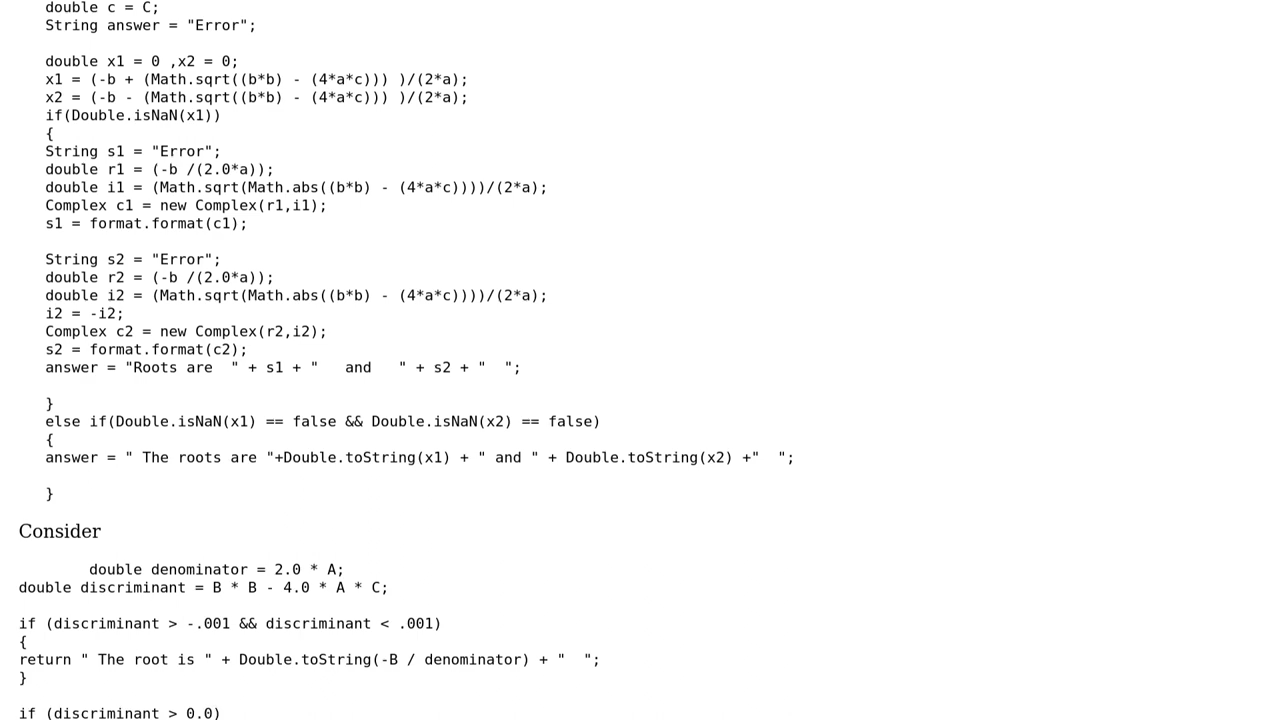 double c = C;
String answer = "Error";
double x1 = 0 ,x2 = 0;
x1 = (-b + (Math.sqrt((b*b) - (4*a*c))) )/(2*a);
x2 = (-b - (Math.sqrt((b*b) - (4*a*c))) )/(2*a);
if(Double.isNaN(x1))
{
String s1 = "Error";
double r1 = (-b /(2.0*a));
double i1 = (Math.sqrt(Math.abs((b*b) - (4*a*c))))/(2*a);
Complex c1 = new Complex(r1,i1);
s1 = format.format(c1);
String s2 = "Error";
double r2 = (-b /(2.0*a));
double i2 = (Math.sqrt(Math.abs((b*b) - (4*a*c))))/(2*a);
i2 = -i2;
Complex c2 = new Complex(r2,i2);
s2 = format.format(c2);
answer = "Roots are  " + s1 + "   and   " + s2 + "  ";
}
else if(Double.isNaN(x1) == false && Double.isNaN(x2) == false)
{
answer = " The roots are "+Double.toString(x1) + " and " + Double.toString(x2) +"  ";
}
Consider
double denominator = 2.0 * A;
double discriminant = B * B - 4.0 * A * C;
if (discriminant > -.001 && discriminant < .001)
{
return " The root is " + Double.toString(-B / denominator) + "  ";
}
if (discriminant > 0.0)